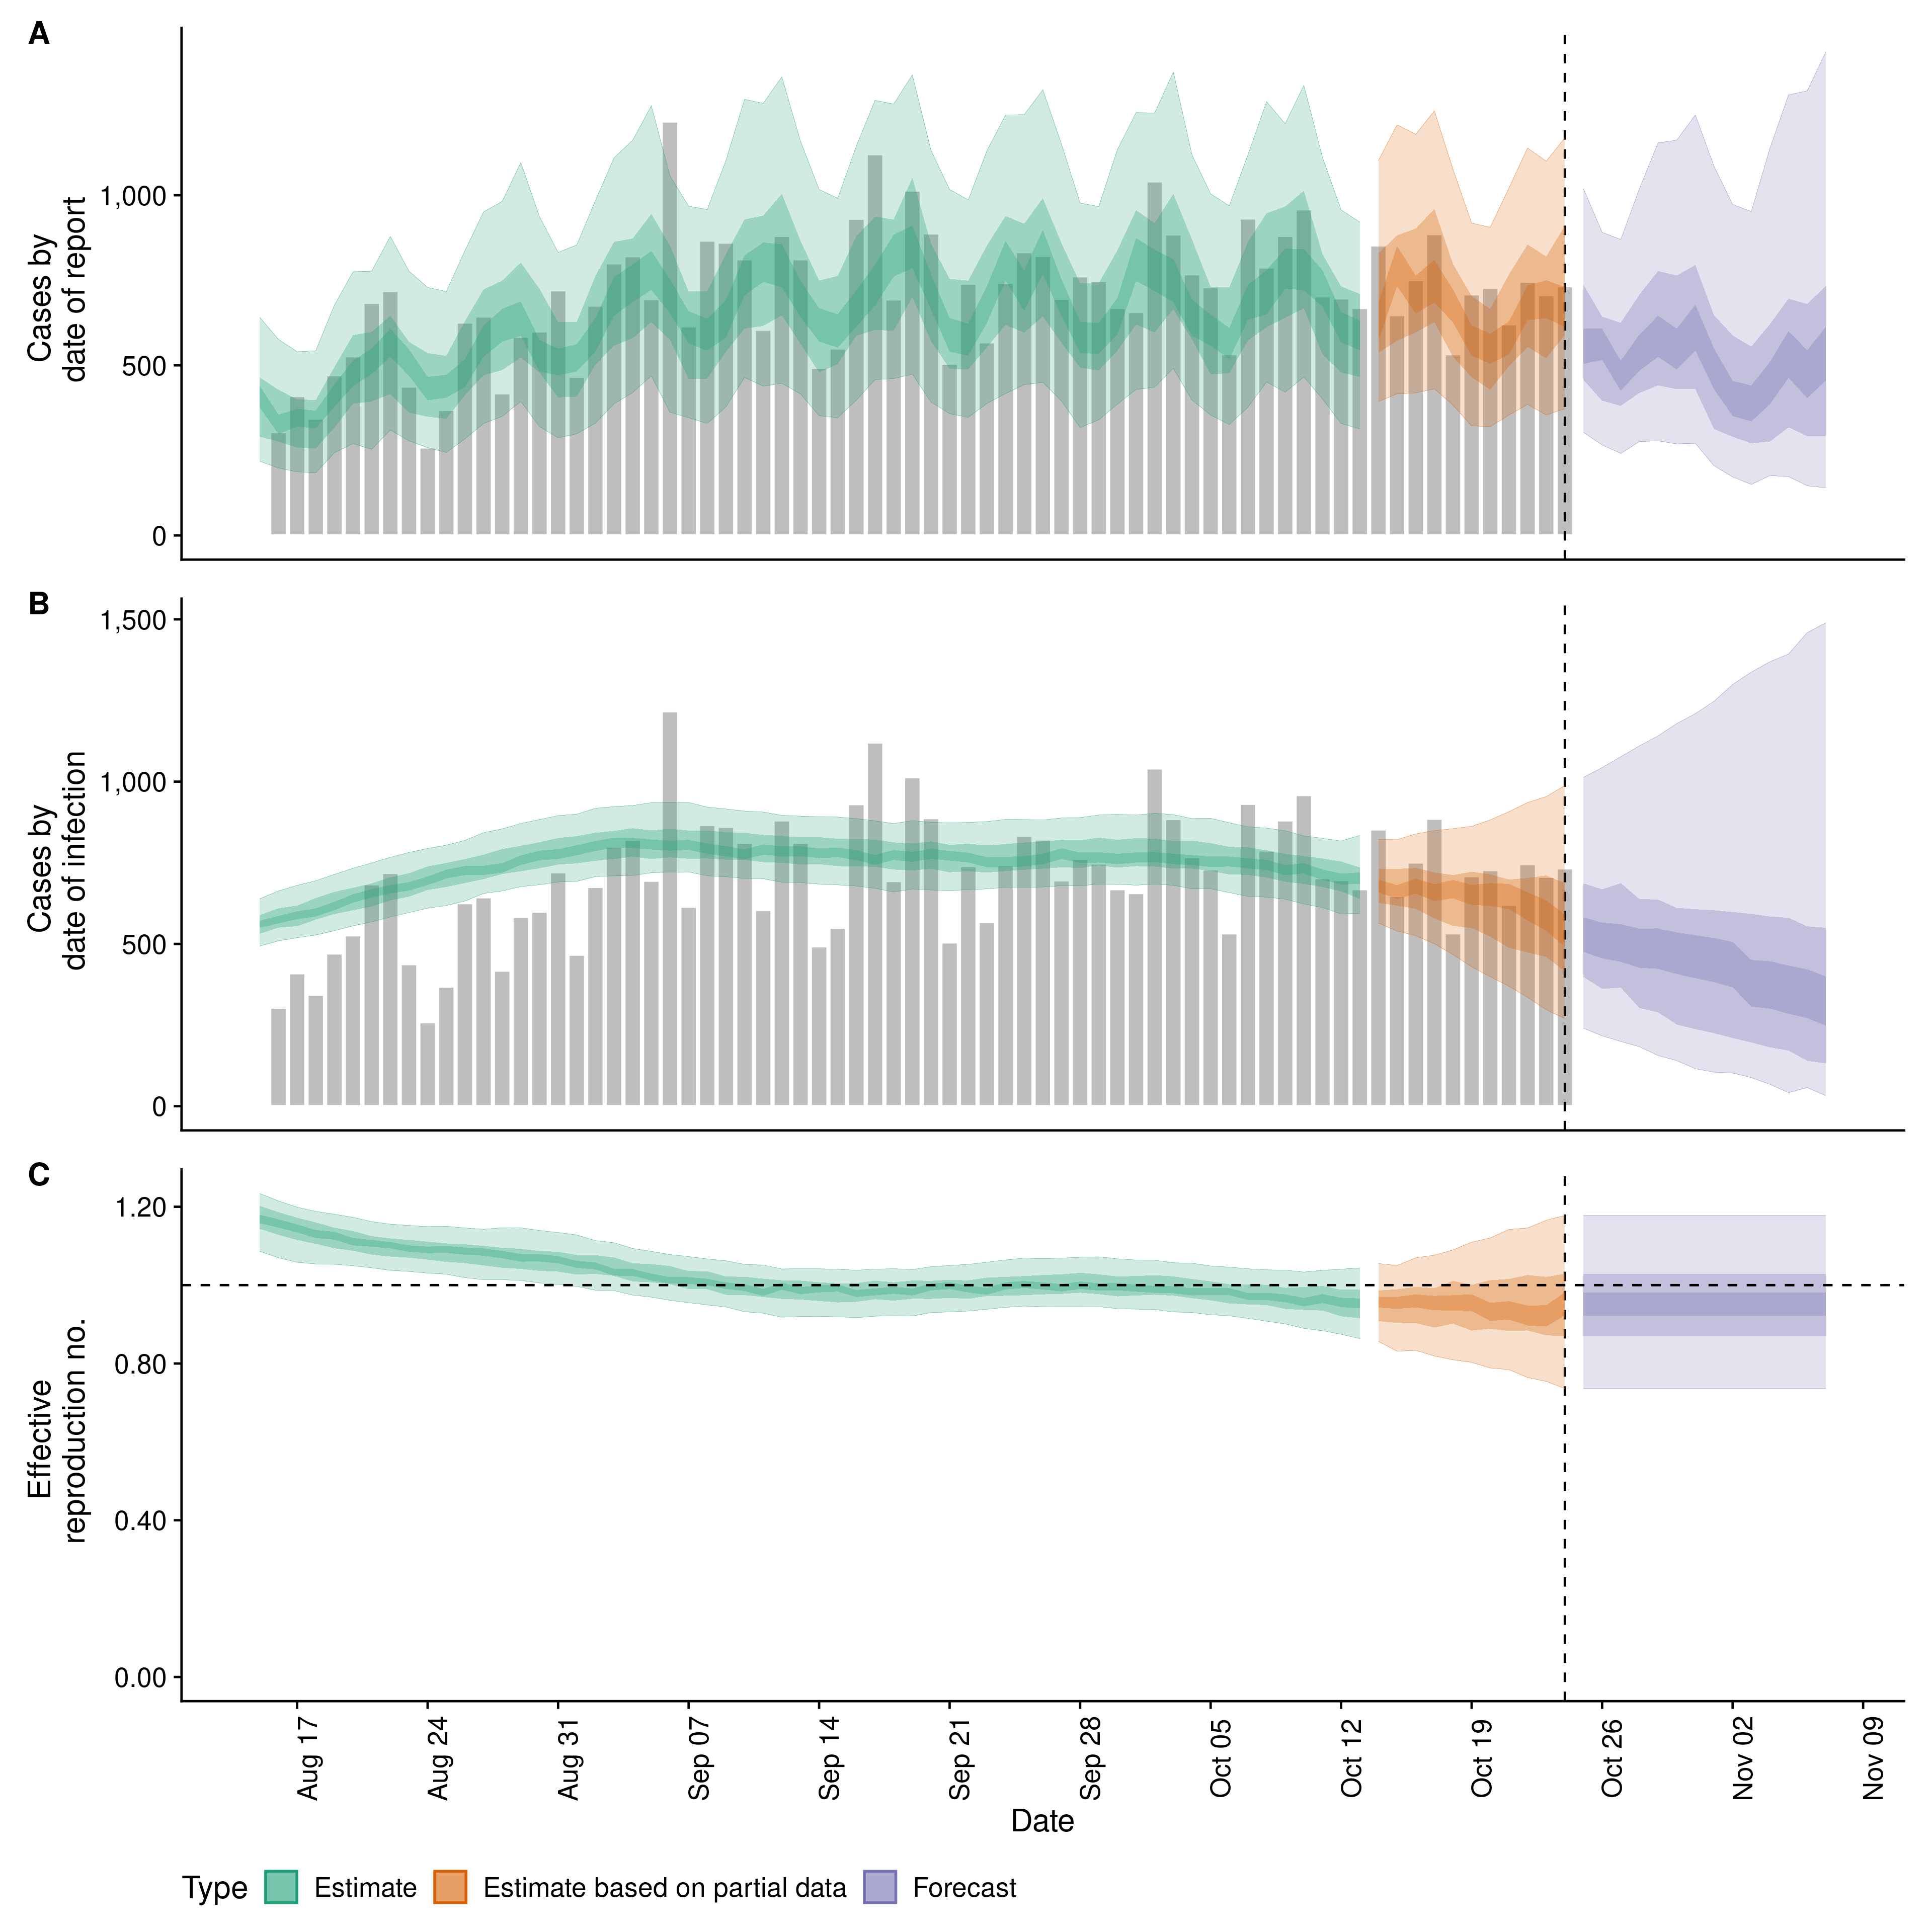 A
Cases by
date of report
1,000
500
0
B
Cases by
date of infection
1,500
1,000
500
0
C
Effective
reproduction no.
1.20
0.80
0.40
0.00
Aug 17
Aug 24
Aug 31
Sep 07
Sep 14
Sep 21
Sep 28
Oct 05
Oct 12
Oct 19
Oct 26
Nov 02
Nov 09
Date
Type Estimate Estimate based on partial data Forecast